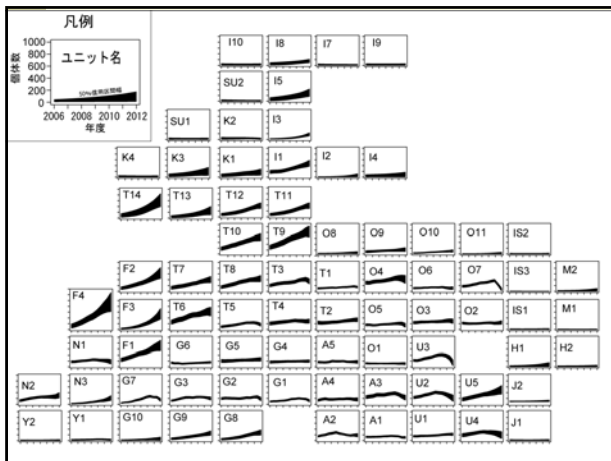 凡例
1000
800
600
400
200
0
個体数
ユニット名
50%信用区間幅
2006 2008 2010 2012
年度
I10 I8 I7 I9
SU2 I5
SU1 K2 I3
K4 K3 K1 I1 I2 I4
T14 T13 T12 T11
T10 T9 O8 O9 O10 O11 IS2
F2 T7 T8 T3 T1 O4 O6 O7 IS3 M2
F4 F3 T6 T5 T4 T2 O5 O3 O2 IS1 M1
N1 F1 G6 G5 G4 A5 O1 U3 H1 H2
N2 N3 G7 G3 G2 G1 A4 A3 U2 U5 J2
Y2 Y1 G10 G9 G8 A2 A1 U1 U4 J1